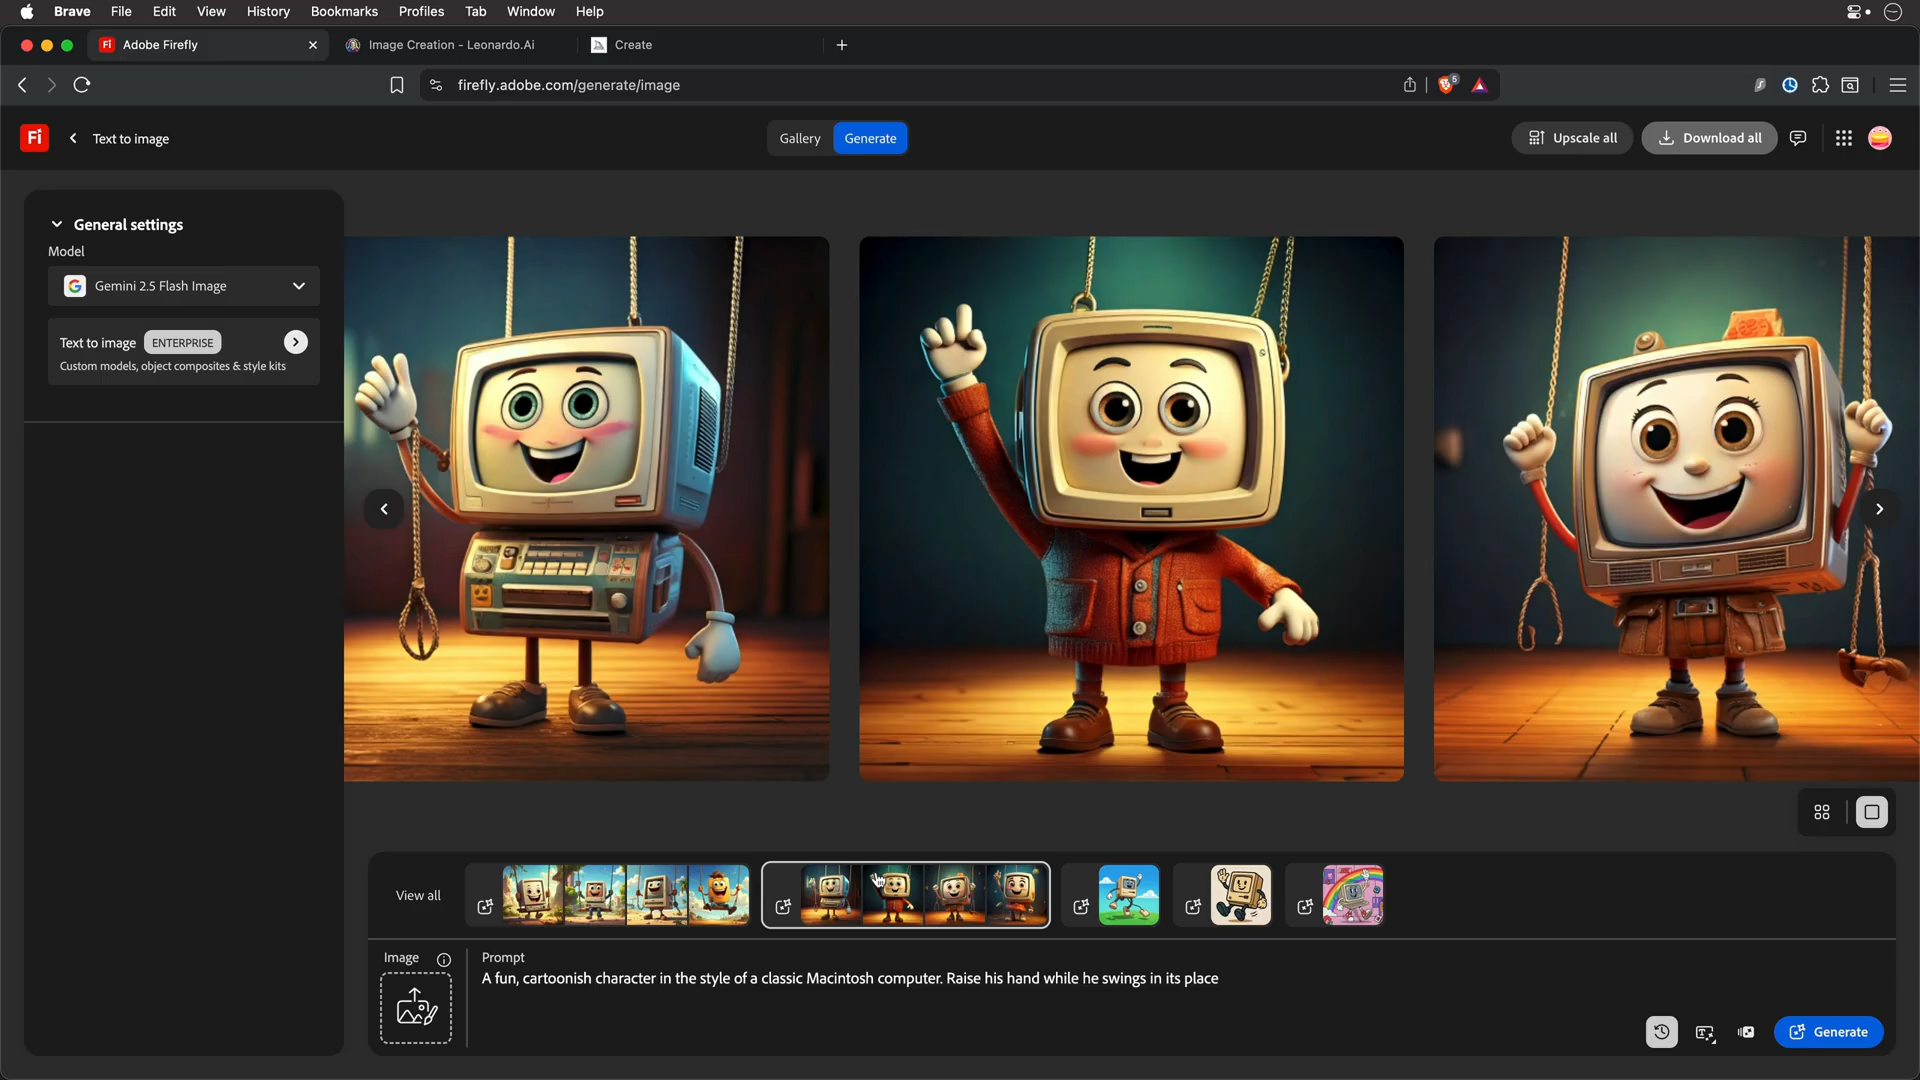 Brave File Edit View History Bookmarks Profiles Tab Window Help
Fi Adobe Firefly
Image Creation - Leonardo.Ai
Create
firefly.adobe.com/generate/image
5
Fi Text to image
Gallery Generate
Upscale all
Download all
General settings
Model
G Gemini 2.5 Flash Image
Text to image ENTERPRISE
Custom models, object composites & style kits
View all
Image
Prompt
A fun, cartoonish character in the style of a classic Macintosh computer. Raise his hand while he swings in its place
Generate